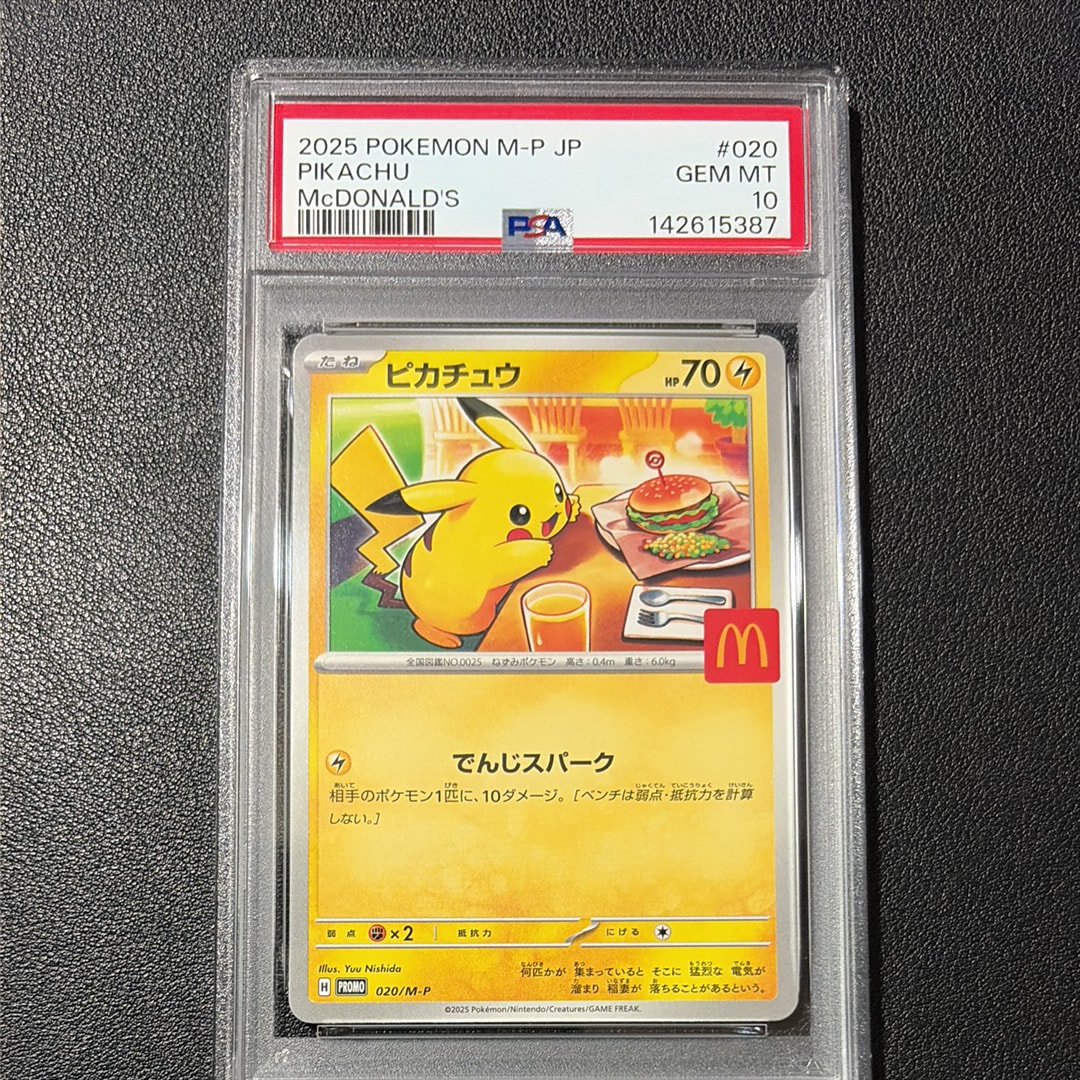 2025 POKEMON M-P JP #020
PIKACHU GEM MT
McDONALD'S 10
PSA 142615387
たね ピカチュウ HP70
全国図鑑NO.0025 ねずみポケモン 高さ:0.4m 重さ:6.0kg
でんじスパーク
相手のポケモン1匹に、10ダメージ。[ベンチは弱点・抵抗力を計算
しない。]
弱点 ×2 抵抗力 にげる
Illus. Yuu Nishida
何匹かが 集まっていると そこに 猛烈な 電気が
溜まり 稲妻が 落ちることがあるという。
H PROMO 020/M-P
©2025 Pokémon/Nintendo/Creatures/GAME FREAK.